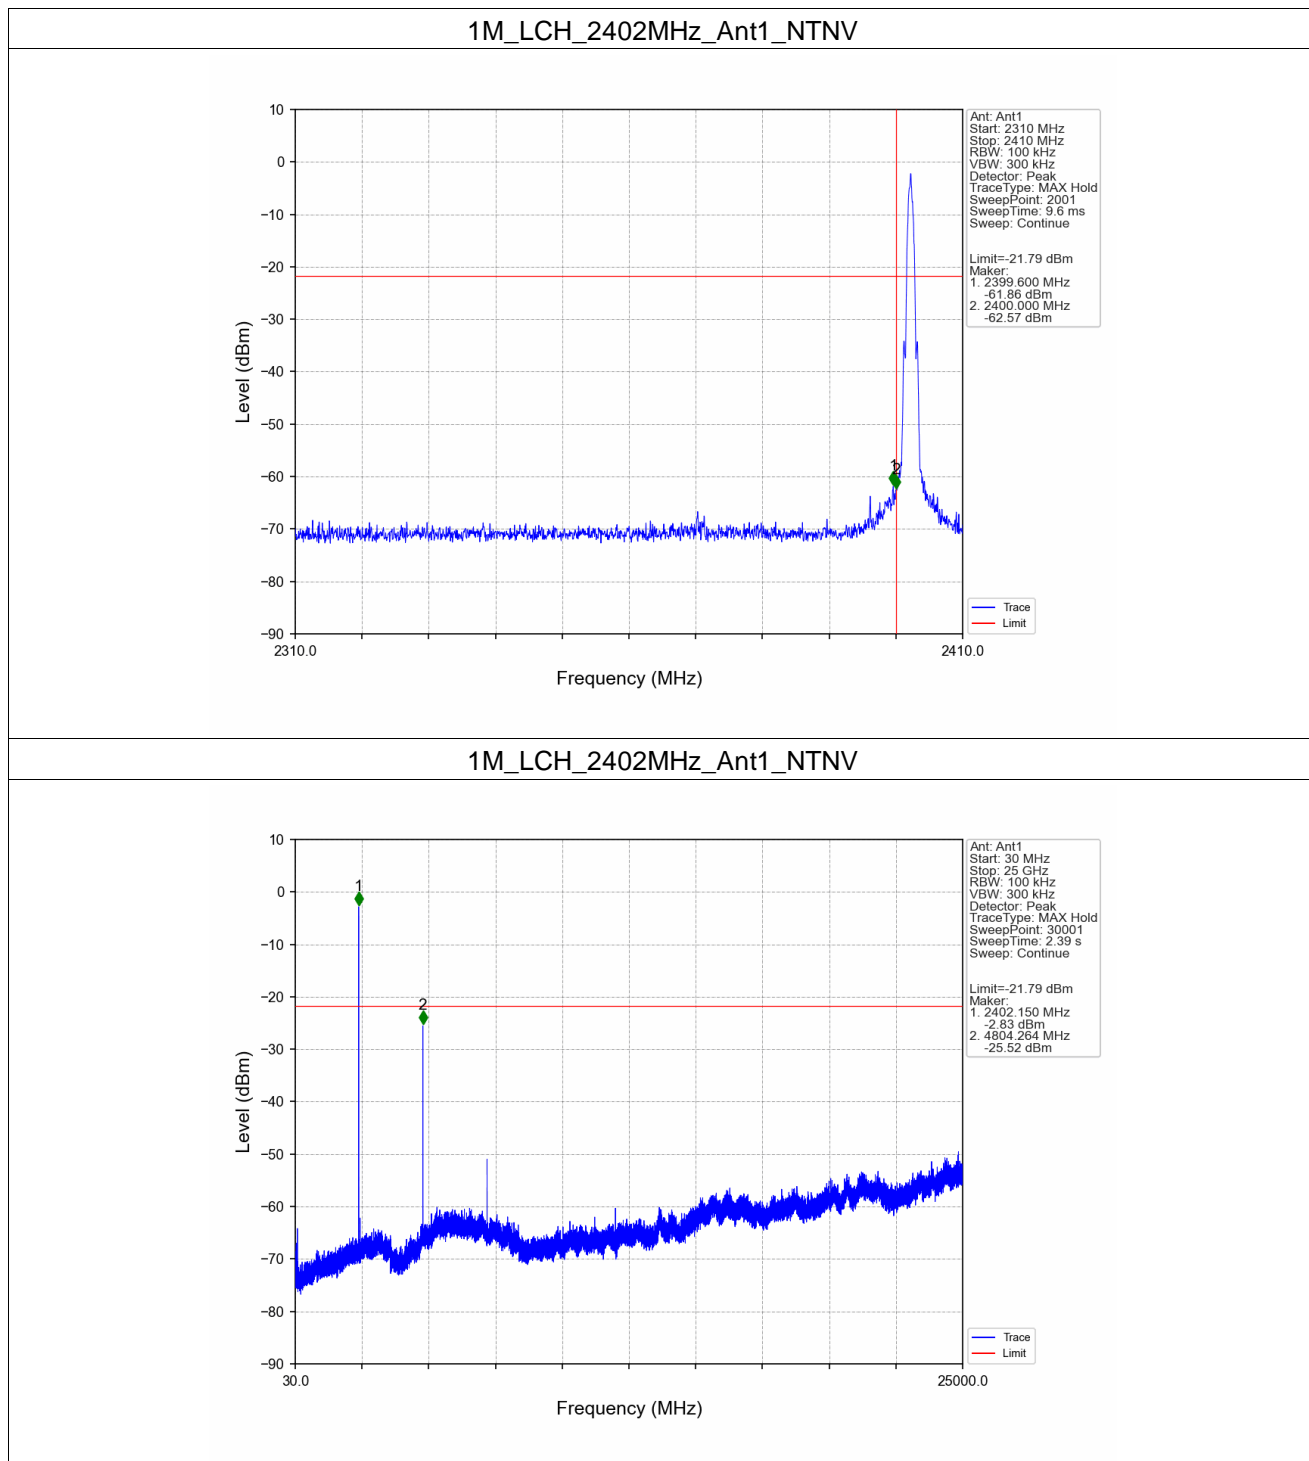 1M_LCH_2402MHz_Ant1_NTNV
10
0
−10
−20
−30
−40
−50
−60
−70
−80
−90
Level (dBm)
1
2
2310.0
2410.0
Frequency (MHz)
Ant: Ant1
Start: 2310 MHz
Stop: 2410 MHz
RBW: 100 kHz
VBW: 300 kHz
Detector: Peak
TraceType: MAX Hold
SweepPoint: 2001
SweepTime: 9.6 ms
Sweep: Continue
Limit=-21.79 dBm
Maker:
1. 2399.600 MHz
-61.86 dBm
2. 2400.000 MHz
-62.57 dBm
Trace
Limit
1M_LCH_2402MHz_Ant1_NTNV
10
0
−10
−20
−30
−40
−50
−60
−70
−80
−90
Level (dBm)
1
2
30.0
25000.0
Frequency (MHz)
Ant: Ant1
Start: 30 MHz
Stop: 25 GHz
RBW: 100 kHz
VBW: 300 kHz
Detector: Peak
TraceType: MAX Hold
SweepPoint: 30001
SweepTime: 2.39 s
Sweep: Continue
Limit=-21.79 dBm
Maker:
1. 2402.150 MHz
-2.83 dBm
2. 4804.264 MHz
-25.52 dBm
Trace
Limit